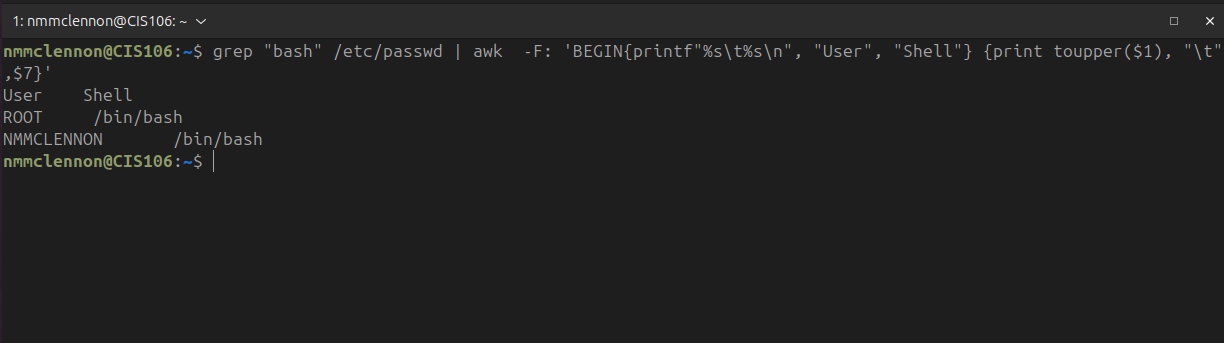 1: nmmclennon@CIS106: ~
nmmclennon@CIS106:~$ grep "bash" /etc/passwd | awk  -F: 'BEGIN{printf"%s\t%s\n", "User", "Shell"} {print toupper($1), "\t"
,$7}'
User    Shell
ROOT     /bin/bash
NMMCLENNON       /bin/bash
nmmclennon@CIS106:~$